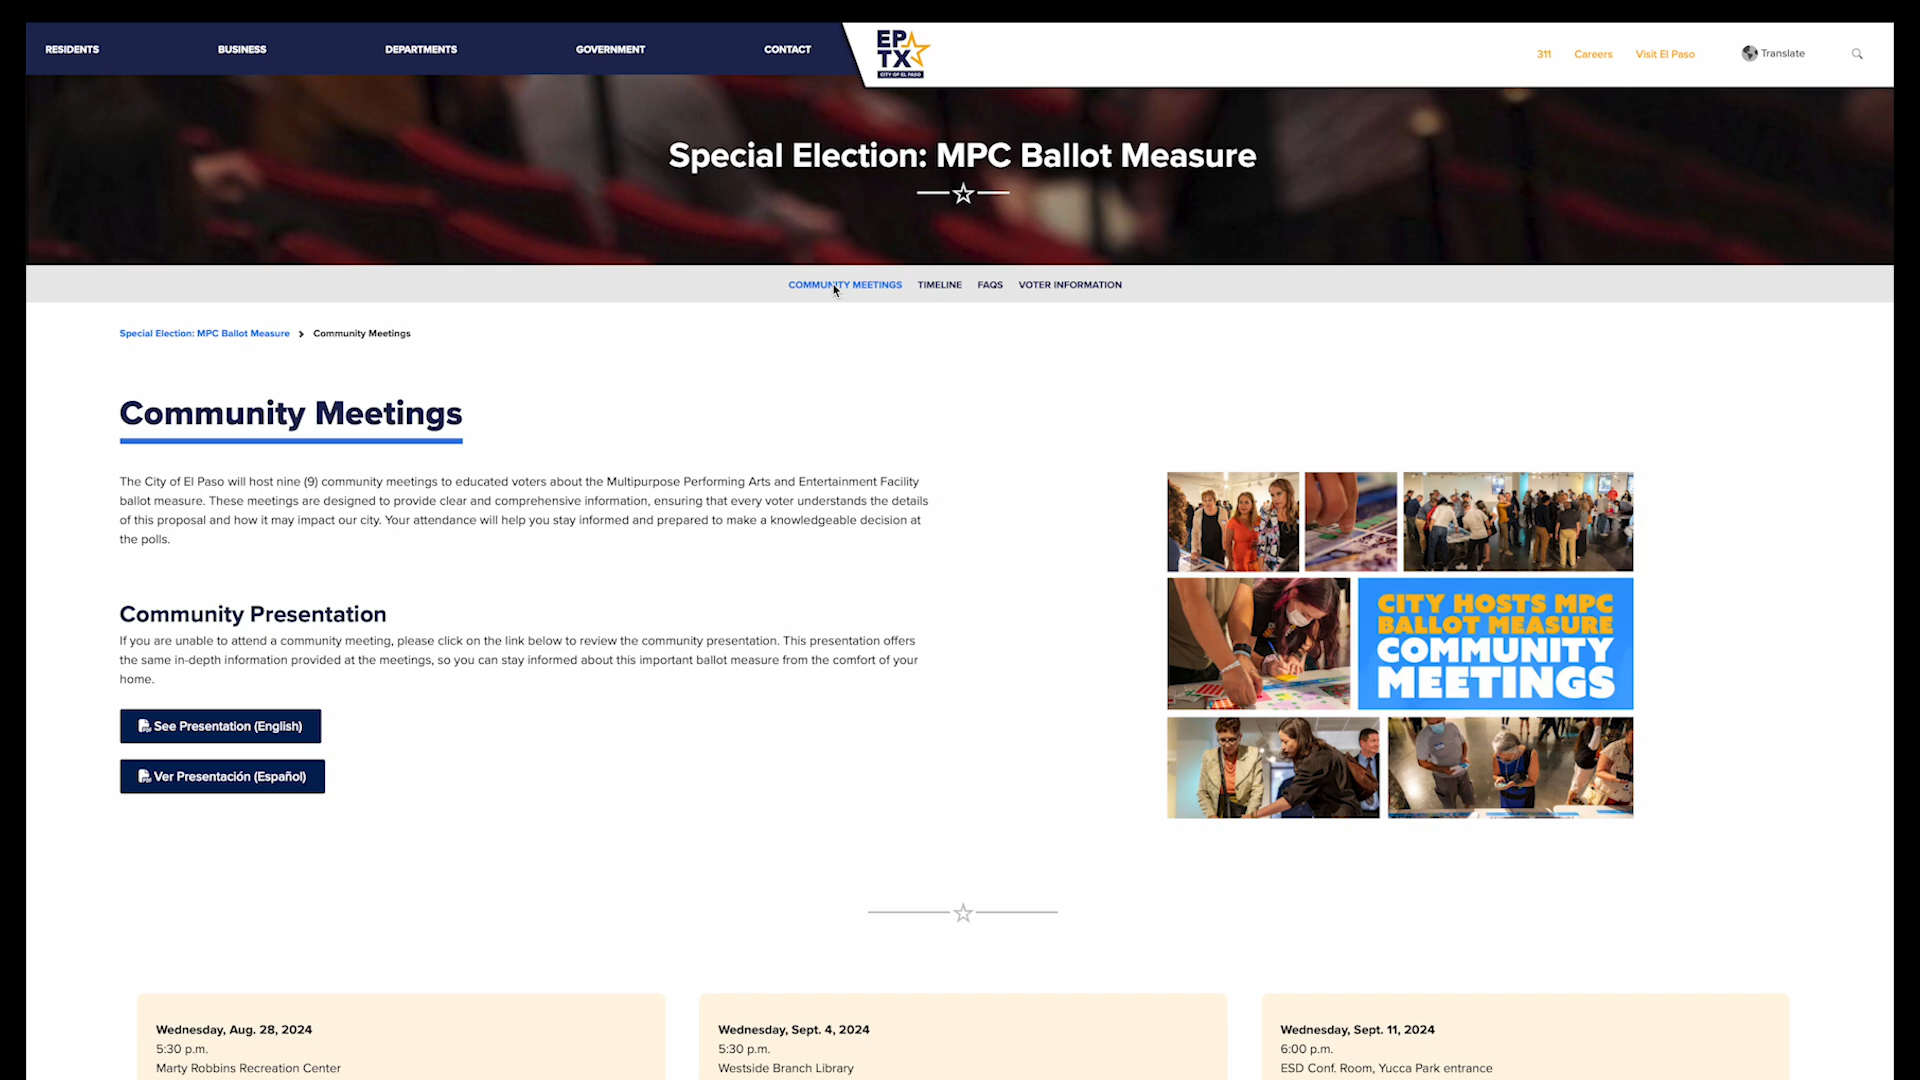 RESIDENTS
BUSINESS
DEPARTMENTS
GOVERNMENT
CONTACT
EP
TX
CITY OF EL PASO
311
Careers
Visit El Paso
Translate
Special Election: MPC Ballot Measure
COMMUNITY MEETINGS
TIMELINE
FAQS
VOTER INFORMATION
Special Election: MPC Ballot Measure > Community Meetings
Community Meetings
The City of El Paso will host nine (9) community meetings to educated voters about the Multipurpose Performing Arts and Entertainment Facility
ballot measure. These meetings are designed to provide clear and comprehensive information, ensuring that every voter understands the details
of this proposal and how it may impact our city. Your attendance will help you stay informed and prepared to make a knowledgeable decision at
the polls.
Community Presentation
If you are unable to attend a community meeting, please click on the link below to review the community presentation. This presentation offers
the same in-depth information provided at the meetings, so you can stay informed about this important ballot measure from the comfort of your
home.
See Presentation (English)
Ver Presentación (Español)
CITY HOSTS MPC
BALLOT MEASURE
COMMUNITY
MEETINGS
Wednesday, Aug. 28, 2024
5:30 p.m.
Marty Robbins Recreation Center
Wednesday, Sept. 4, 2024
5:30 p.m.
Westside Branch Library
Wednesday, Sept. 11, 2024
6:00 p.m.
ESD Conf. Room, Yucca Park entrance